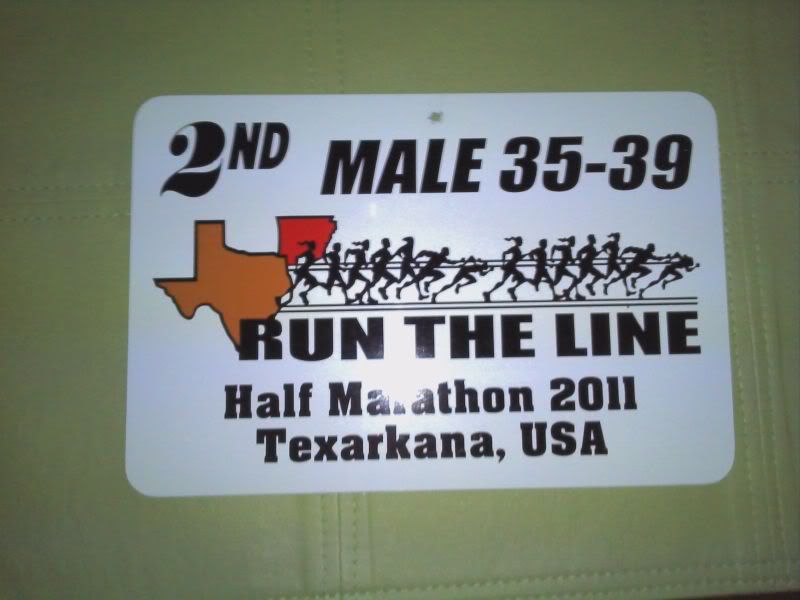 2ND MALE 35-39
RUN THE LINE
Half Marathon 2011
Texarkana, USA